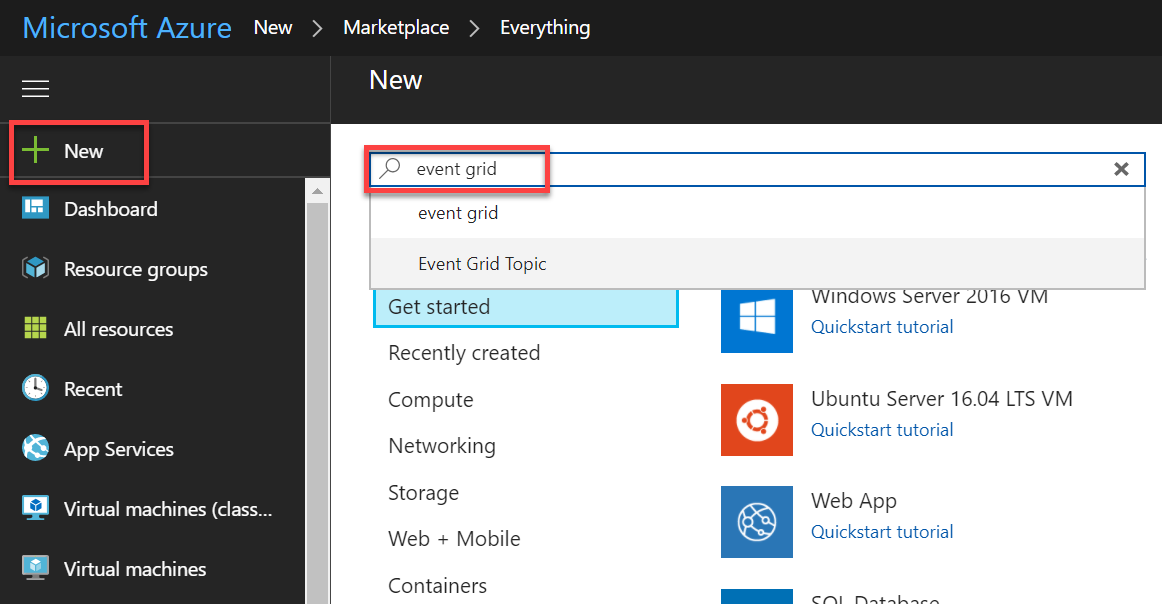 Microsoft Azure New > Marketplace > Everything
New
New
Dashboard
Resource groups
All resources
Recent
App Services
Virtual machines (class...
Virtual machines
event grid
event grid
Event Grid Topic
Get started
Recently created
Compute
Networking
Storage
Web + Mobile
Containers
Windows Server 2016 VM
Quickstart tutorial
Ubuntu Server 16.04 LTS VM
Quickstart tutorial
Web App
Quickstart tutorial
SQL Database